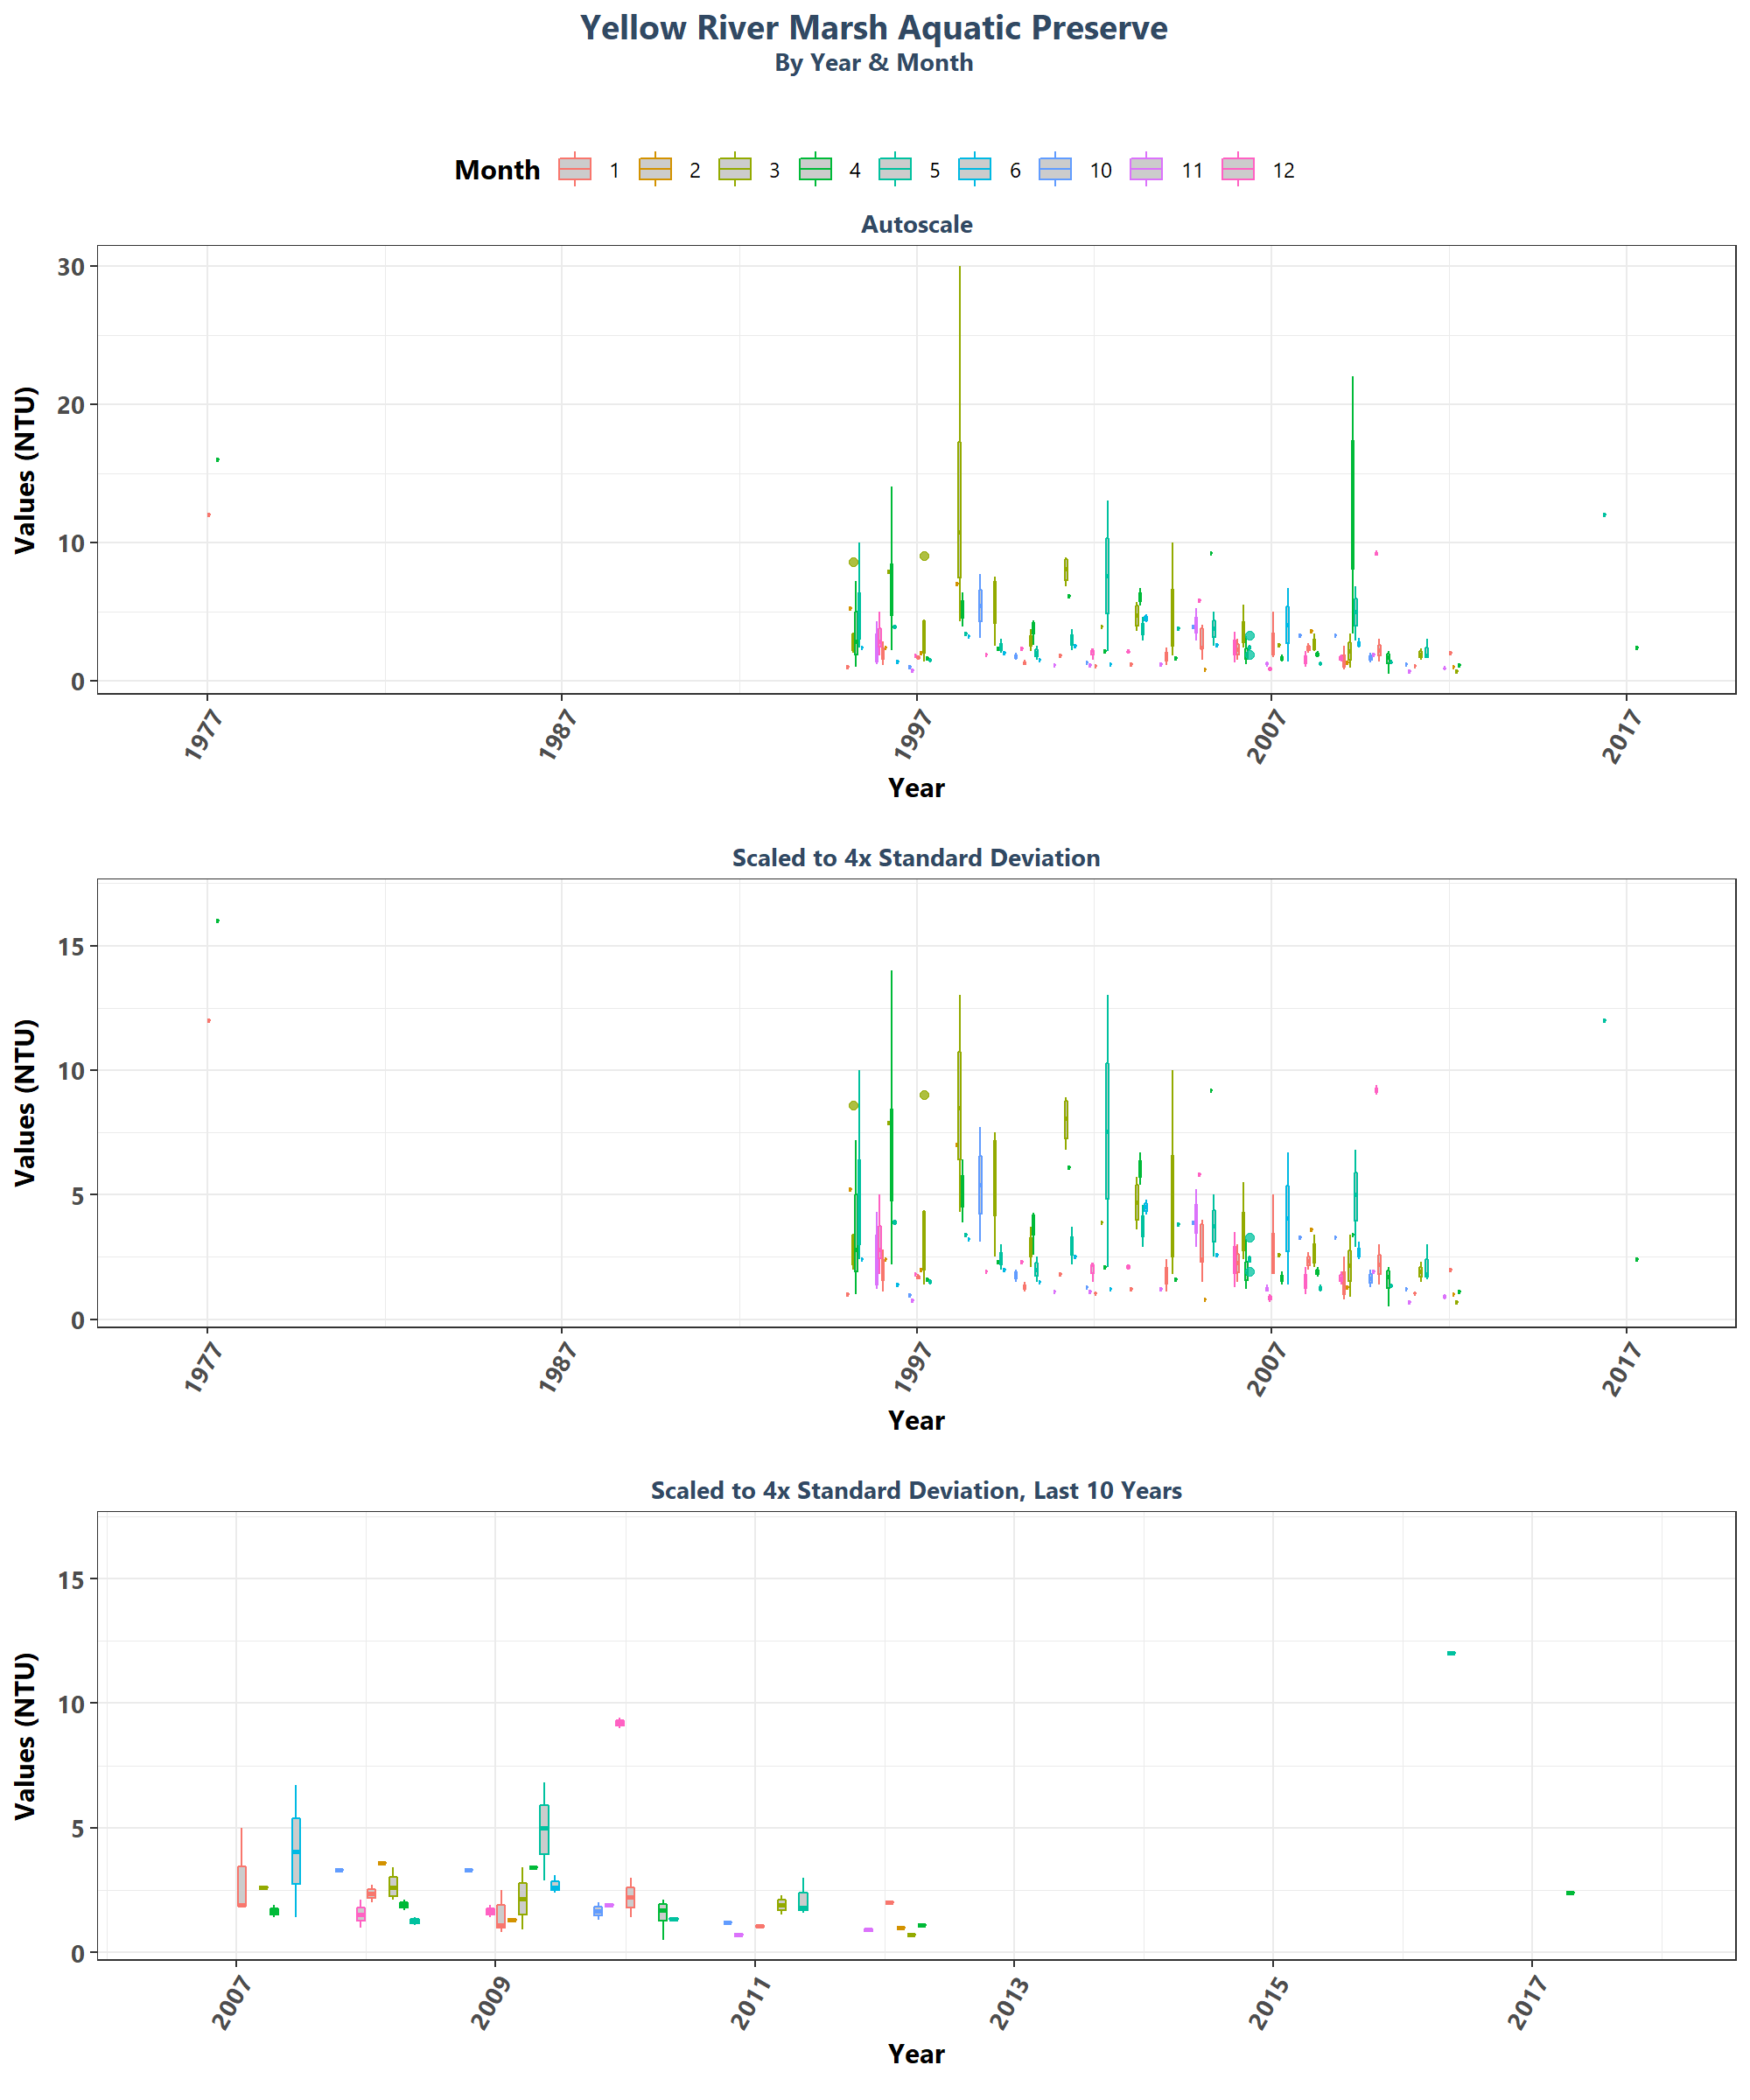 Yellow River Marsh Aquatic Preserve
By Year & Month
Month 1 2 3 4 5 6 10 11 12
Autoscale
Values (NTU)
30
20
10
0
1977 1987 1997 2007 2017
Year
Scaled to 4x Standard Deviation
Values (NTU)
15
10
5
0
1977 1987 1997 2007 2017
Year
Scaled to 4x Standard Deviation, Last 10 Years
Values (NTU)
15
10
5
0
2007 2009 2011 2013 2015 2017
Year